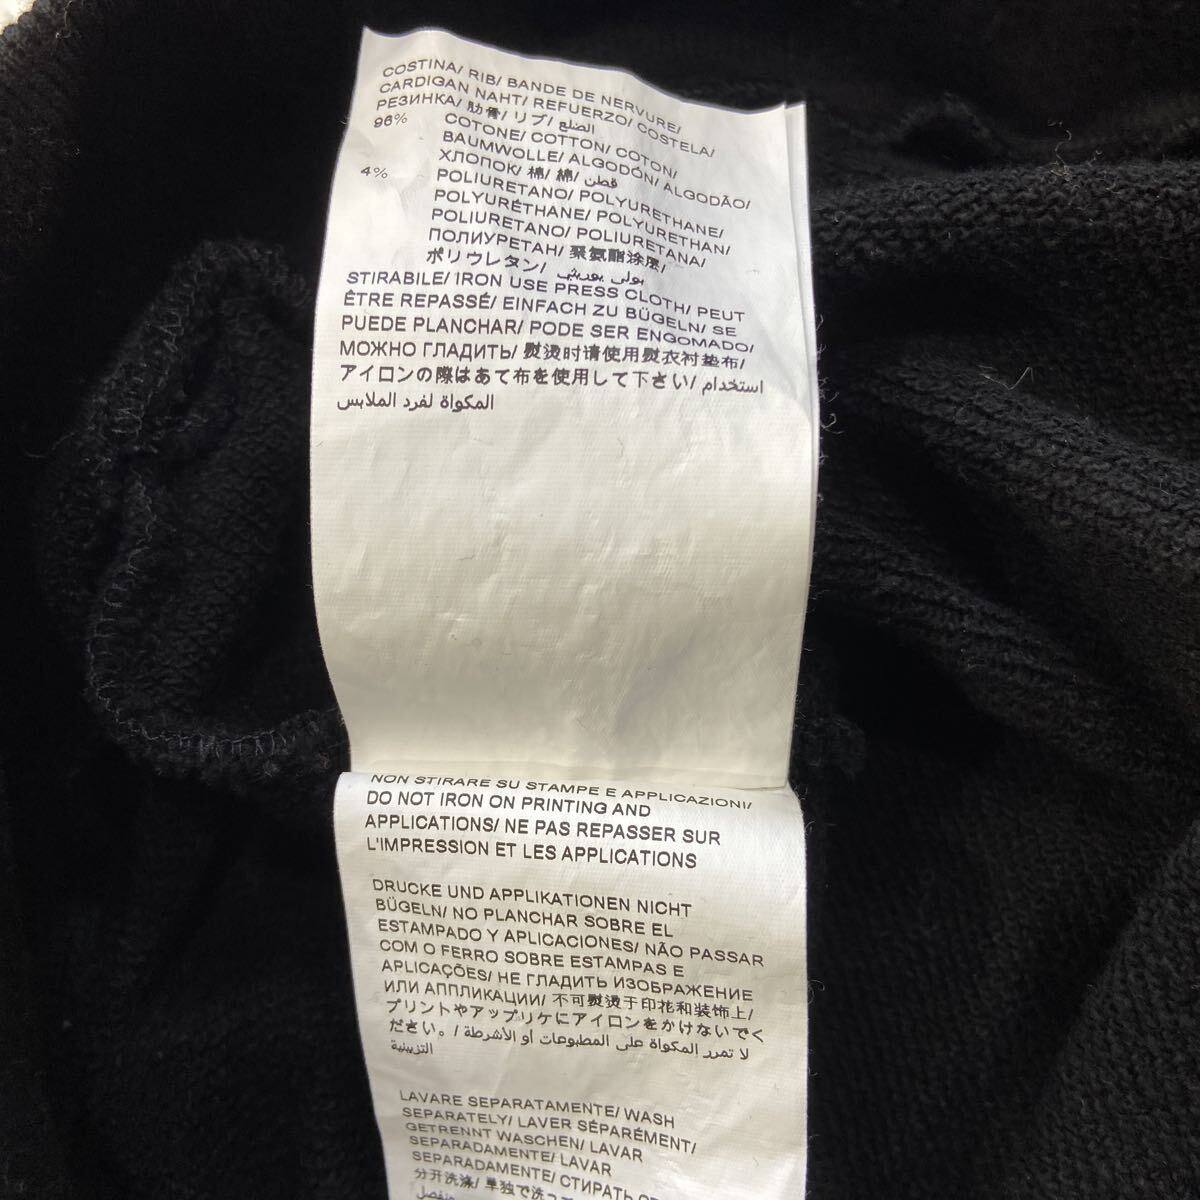 COSTINA/ RIB/ BANDE DE NERVURE/
CARDIGAN NAHT/ REFUERZO/ COSTELA/
РЕЗИНКА/ 肋骨/ リブ/ الضلع
96% COTONE/ COTTON/ COTON/
BAUMWOLLE/ ALGODÓN/ ALGODÃO/
ХЛОПОК/ 棉/ 綿/ قطن
4% POLIURETANO/ POLYURETHANE/
POLYURÉTHANE/ POLYURETHAN/
POLIURETANO/ POLIURETANA/
ПОЛИУРЕТАН/ 聚氨酯涂层/
ポリウレタン/ بولي يوريثي
STIRABILE/ IRON USE PRESS CLOTH/ PEUT
ÊTRE REPASSÉ/ EINFACH ZU BÜGELN/ SE
PUEDE PLANCHAR/ PODE SER ENGOMADO/
МОЖНО ГЛАДИТЬ/ 熨烫时请使用熨衣衬垫布/
アイロンの際はあて布を使用して下さい/ استخدام
المكواة لفرد الملابس
NON STIRARE SU STAMPE E APPLICAZIONI/
DO NOT IRON ON PRINTING AND
APPLICATIONS/ NE PAS REPASSER SUR
L'IMPRESSION ET LES APPLICATIONS
DRUCKE UND APPLIKATIONEN NICHT
BÜGELN/ NO PLANCHAR SOBRE EL
ESTAMPADO Y APLICACIONES/ NÃO PASSAR
COM O FERRO SOBRE ESTAMPAS E
APLICAÇÕES/ НЕ ГЛАДИТЬ ИЗОБРАЖЕНИЕ
ИЛИ АППЛИКАЦИИ/ 不可熨烫于印花和装饰上/
プリントやアップリケにアイロンをかけないでく
ださい。/ لا تمرر المكواة على المطبوعات أو الأشرطة
التزيينية
LAVARE SEPARATAMENTE/ WASH
SEPARATELY/ LAVER SÉPARÉMENT/
GETRENNT WASCHEN/ LAVAR
SEPARADAMENTE/ LAVAR
SEPARADAMENTE/ СТИРАТЬ
分开洗涤/ 单独で洗っ